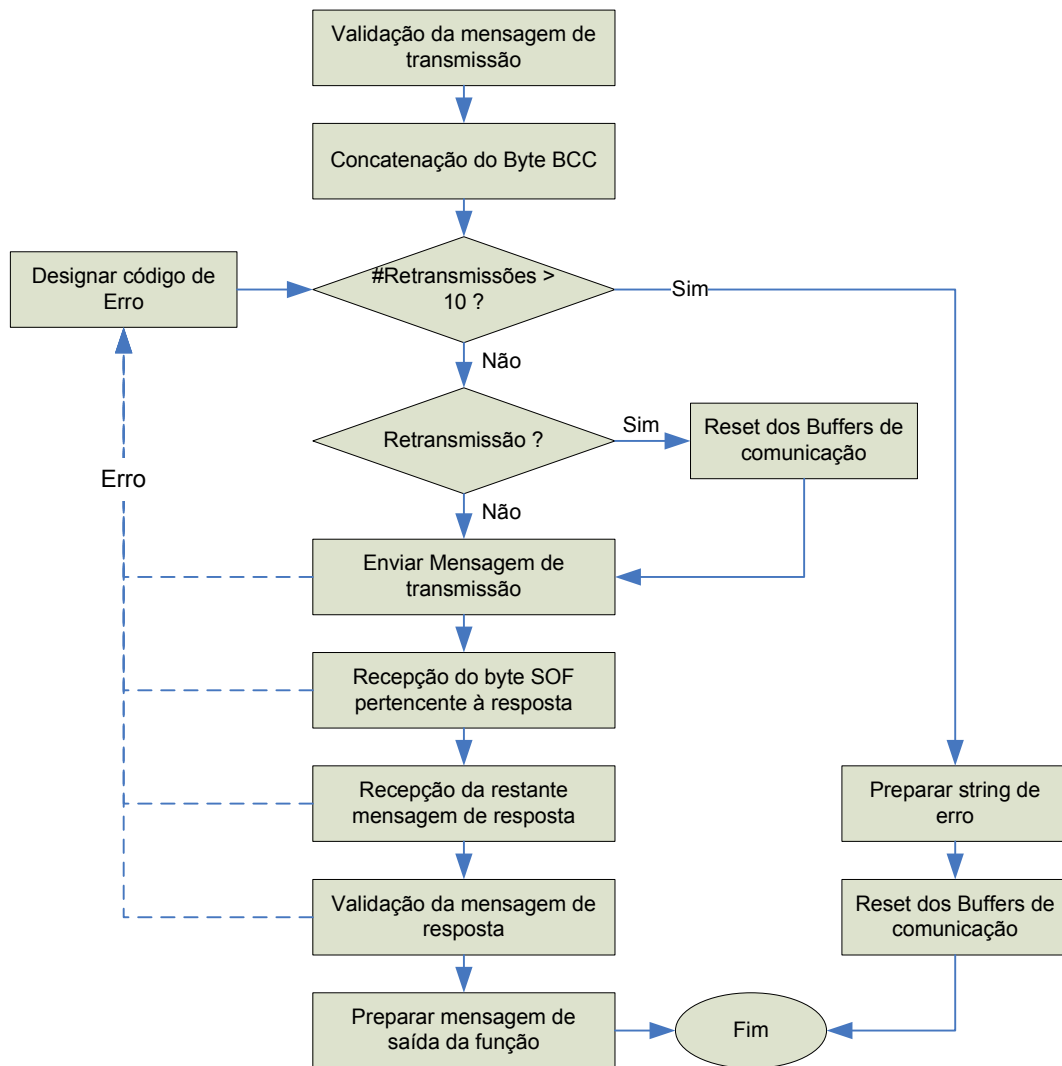 Validação da mensagem de
transmissão
Concatenação do Byte BCC
Designar código de
Erro
#Retransmissões >
10 ?
Sim
Não
Retransmissão ?
Sim
Reset dos Buffers de
comunicação
Erro
Não
Enviar Mensagem de
transmissão
Recepção do byte SOF
pertencente à resposta
Recepção da restante
mensagem de resposta
Preparar string de
erro
Validação da mensagem de
resposta
Reset dos Buffers de
comunicação
Preparar mensagem de
saída da função
Fim